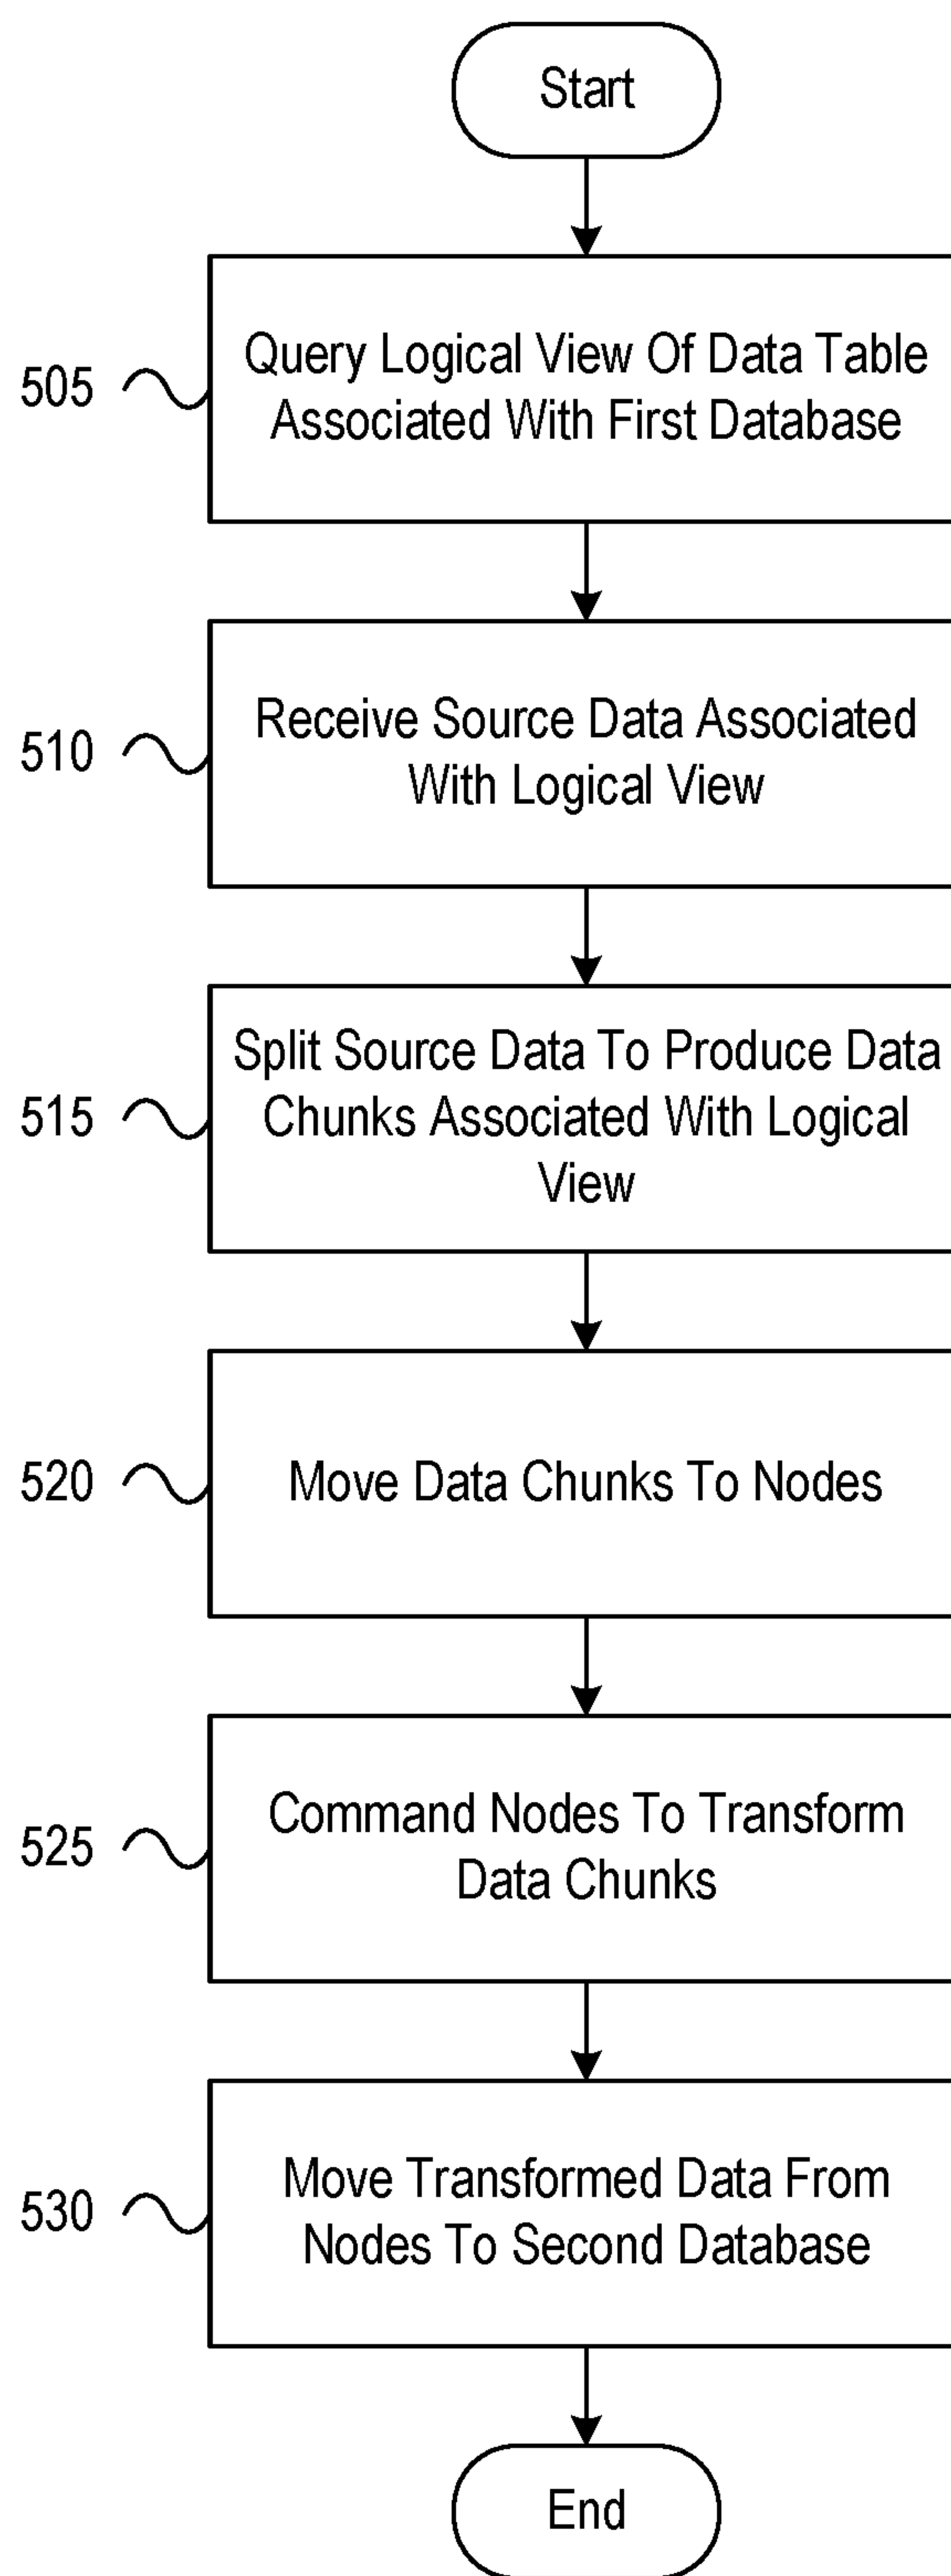 Start
Query Logical View Of Data Table
Associated With First Database
505
Receive Source Data Associated
With Logical View
510
Split Source Data To Produce Data
Chunks Associated With Logical
View
515
Move Data Chunks To Nodes
520
Command Nodes To Transform
Data Chunks
525
Move Transformed Data From
Nodes To Second Database
530
End